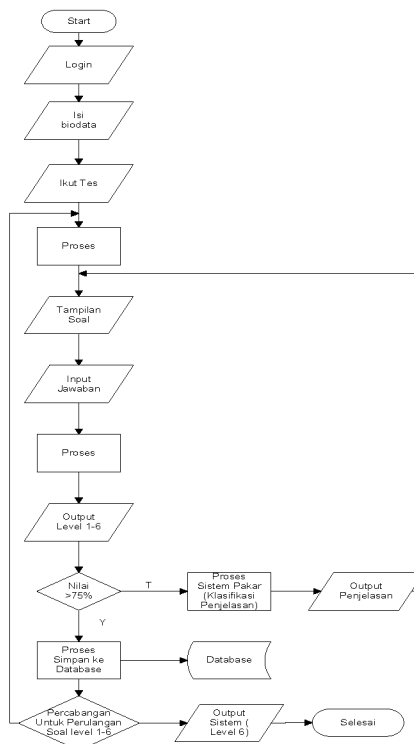 Start
Login
Isi
biodata
Ikut Tes
Proses
Tampilan
Soal
Input
Jawaban
Proses
Output
Level 1-6
Nilai
>75%
T
Proses
Sistem Pakar
(Klasifikasi
Penjelasan)
Output
Penjelasan
Y
Proses
Simpan ke
Database
Database
Percabangan
Untuk Perulangan
Soal level 1-6
Output
Sistem (
Level 6)
Selesai